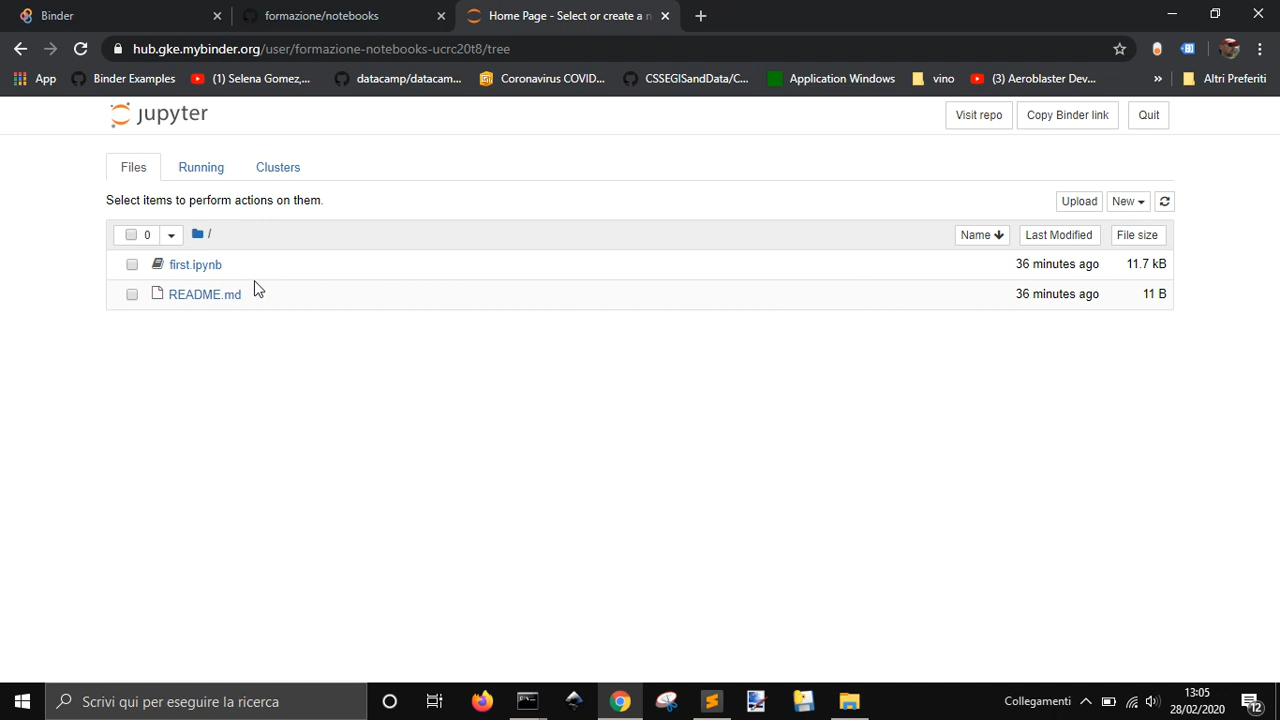 Binder
formazione/notebooks
Home Page - Select or create a n
hub.gke.mybinder.org/user/formazione-notebooks-ucrc20t8/tree
App
Binder Examples
(1) Selena Gomez,...
datacamp/datacam...
Coronavirus COVID...
CSSEGISandData/C...
Application Windows
vino
(3) Aeroblaster Dev...
»
Altri Preferiti
jupyter
Visit repo
Copy Binder link
Quit
Files
Running
Clusters
Select items to perform actions on them.
Upload
New
0
/
Name
Last Modified
File size
first.ipynb
36 minutes ago
11.7 kB
README.md
36 minutes ago
11 B
Scrivi qui per eseguire la ricerca
Collegamenti
13:05
28/02/2020
12